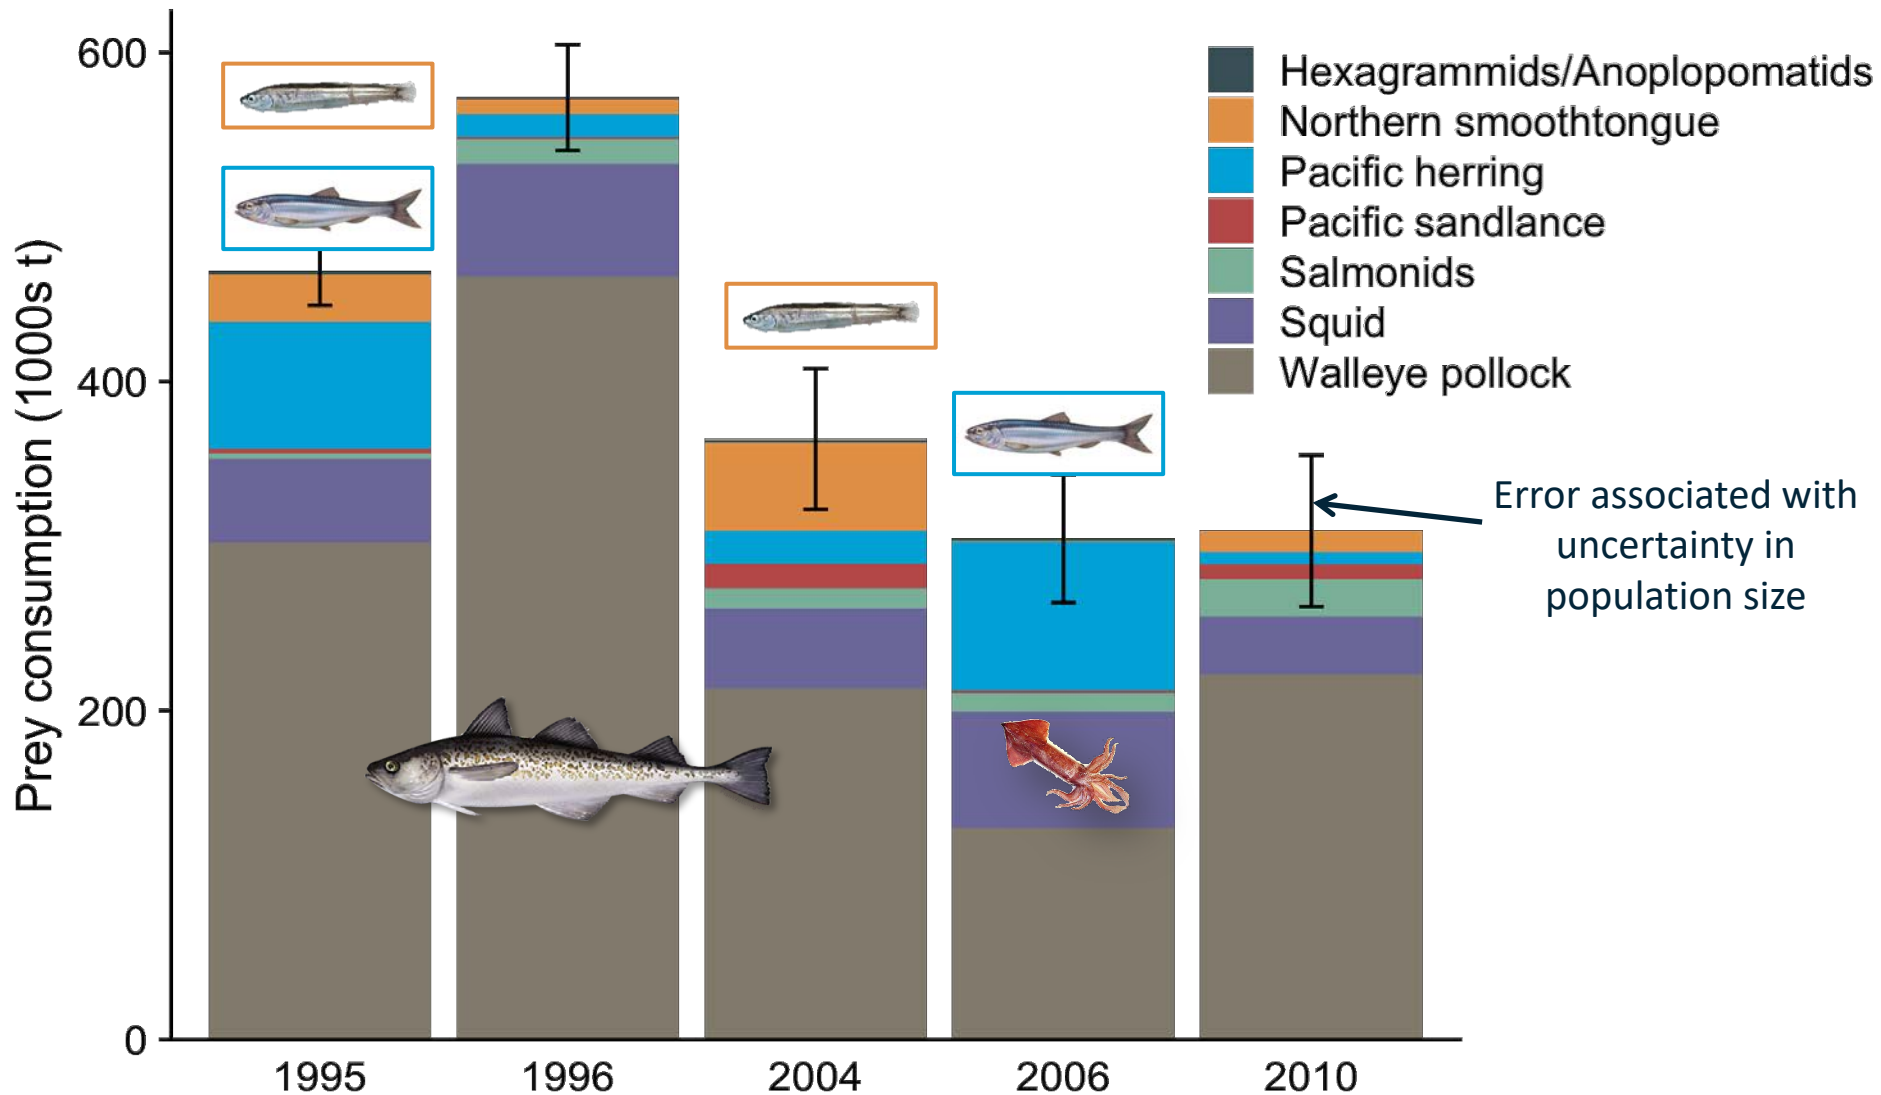 Prey consumption (1000s t)
600
400
200
0
1995
1996
2004
2006
2010
Hexagrammids/Anoplopomatids
Northern smoothtongue
Pacific herring
Pacific sandlance
Salmonids
Squid
Walleye pollock
Error associated with
uncertainty in
population size